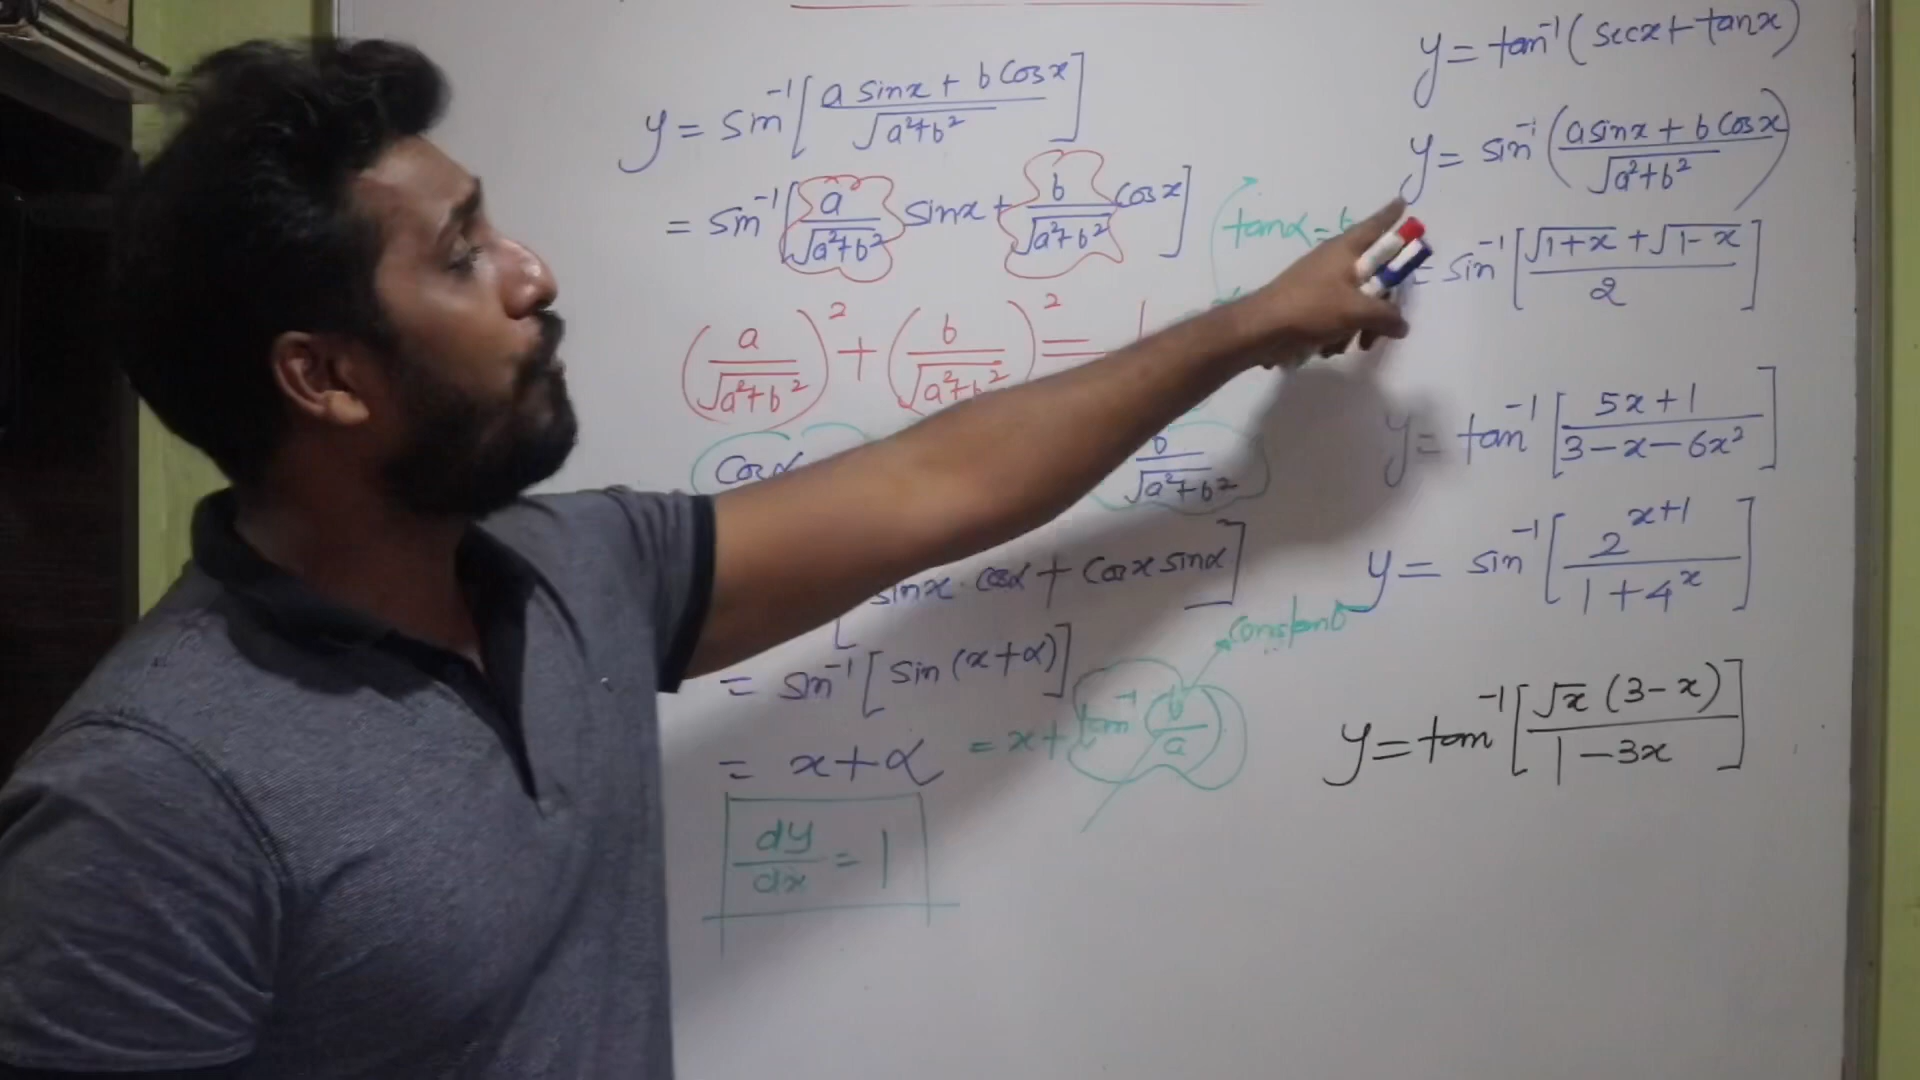 y = sin⁻¹[(a sinx + b Cosx)/√(a²+b²)]
= sin⁻¹[a/√(a²+b²) sinx + b/√(a²+b²) Cosx]
tanα = b
(a/√(a²+b²))² + (b/√(a²+b²))² = 1
Cosα b/√(a²+b²)
sinx · Cosα + Cosx sinα]
= sin⁻¹[sin(x+α)]
= x+α = x + tan⁻¹ b/a
constant
dy/dx = 1
y = tan⁻¹(secx + tanx)
y = sin⁻¹((a sinx + b Cosx)/√(a²+b²))
= sin⁻¹[(√(1+x) + √(1-x))/2]
y = tan⁻¹[(5x+1)/(3-x-6x²)]
y = sin⁻¹[2^(x+1)/(1+4^x)]
y = tan⁻¹[√x(3-x)/(1-3x)]